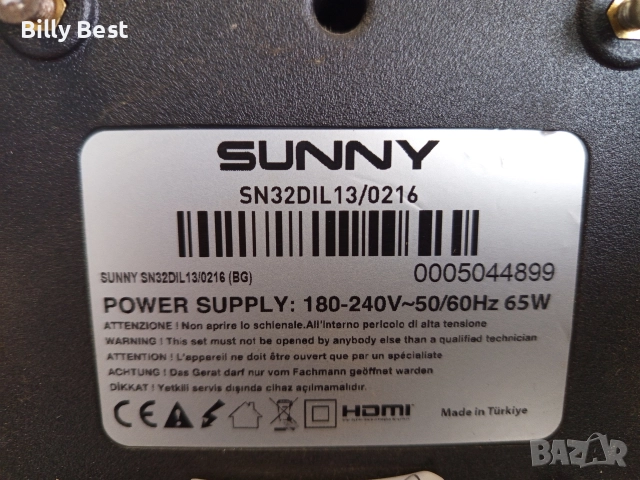 Billy Best
SUNNY
SN32DIL13/0216
SUNNY SN32DIL13/0216 (BG)
0005044899
POWER SUPPLY: 180-240V~50/60Hz 65W
ATTENZIONE ! Non aprire lo schienale.All'interno pericolo di alta tensione
WARNING ! This set must not be opened by anybody else than a qualified technician
ATTENTION ! L'appareil ne doit être ouvert que par un spécialiste
ACHTUNG ! Das Gerat darf nur vom Fachmann geöffnet warden
DİKKAT ! Yetkili servis dışında cihaz açılmamalıdır.
CE
HDMI
Made in Türkiye
BAZAR